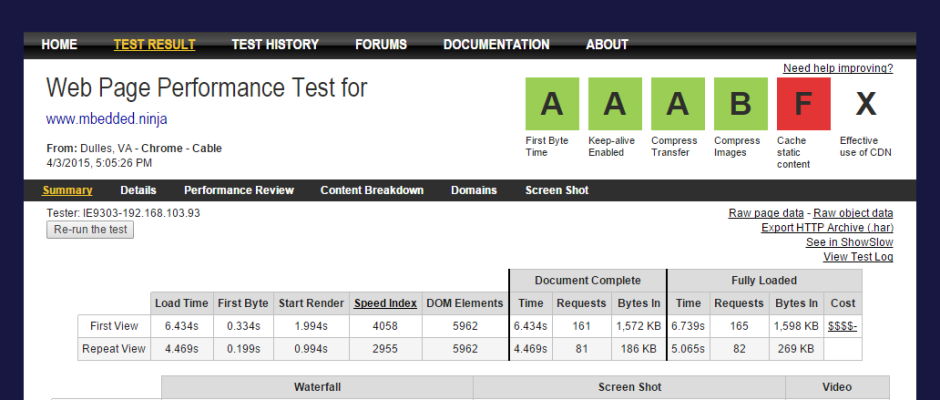 HOME TEST RESULT TEST HISTORY FORUMS DOCUMENTATION ABOUT
Need help improving?
Web Page Performance Test for
www.mbedded.ninja
From: Dulles, VA - Chrome - Cable
4/3/2015, 5:05:26 PM
A A A B F X
First Byte Time
Keep-alive Enabled
Compress Transfer
Compress Images
Cache static content
Effective use of CDN
Summary Details Performance Review Content Breakdown Domains Screen Shot
Tester: IE9303-192.168.103.93
Re-run the test
Raw page data - Raw object data
Export HTTP Archive (.har)
See in ShowSlow
View Test Log
Document Complete Fully Loaded
Load Time First Byte Start Render Speed Index DOM Elements Time Requests Bytes In Time Requests Bytes In Cost
First View 6.434s 0.334s 1.994s 4058 5962 6.434s 161 1,572 KB 6.739s 165 1,598 KB $$$$-
Repeat View 4.469s 0.199s 0.994s 2955 5962 4.469s 81 186 KB 5.065s 82 269 KB
Waterfall Screen Shot Video